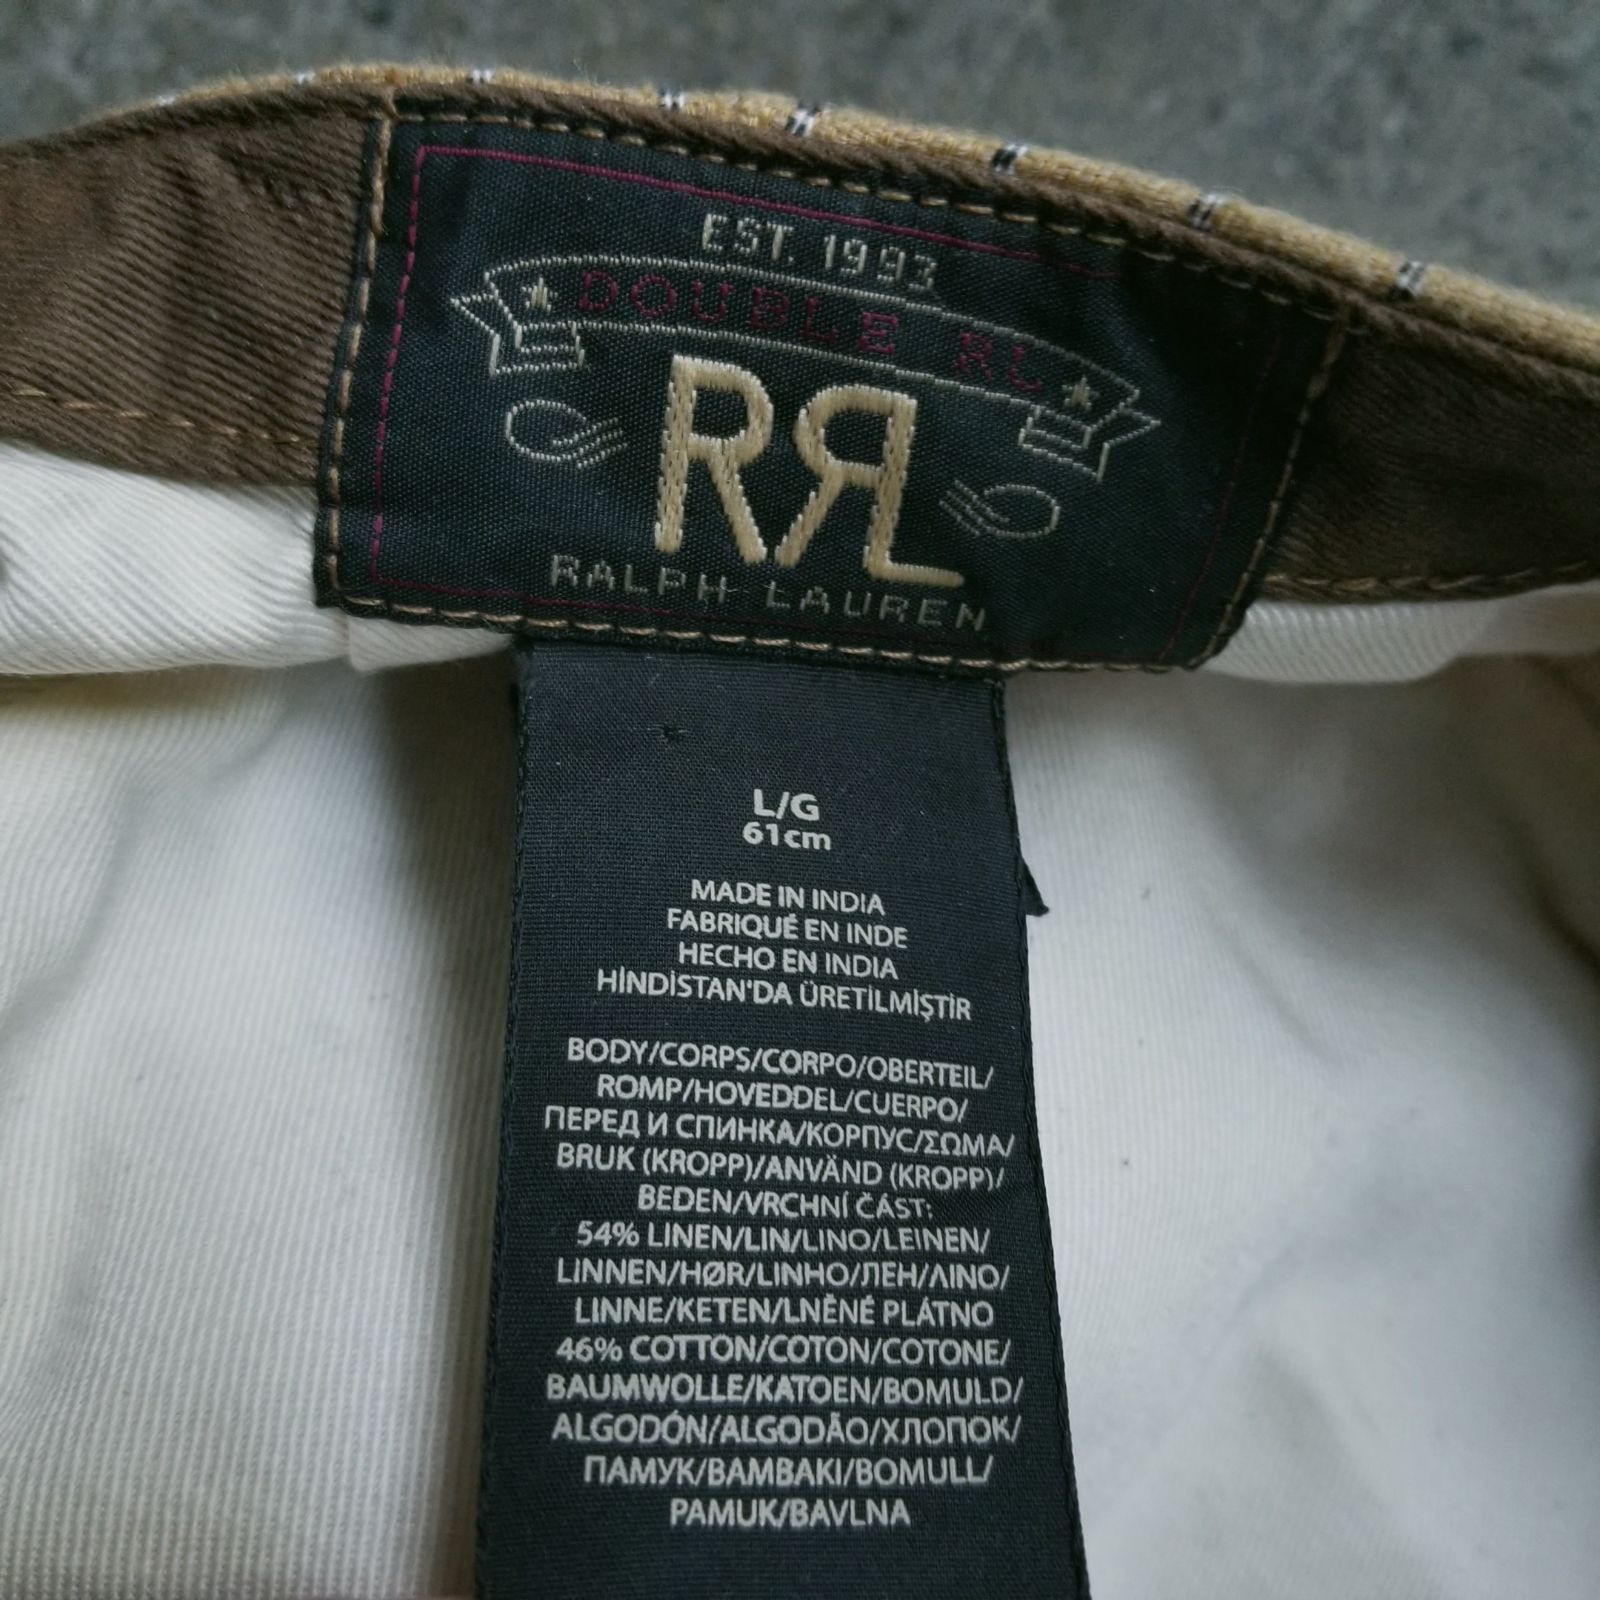 EST. 1993
DOUBLE RL
RRL
RALPH LAUREN
L/G
61cm
MADE IN INDIA
FABRIQUÉ EN INDE
HECHO EN INDIA
HİNDİSTAN'DA ÜRETİLMİŞTİR
BODY/CORPS/CORPO/OBERTEIL/
ROMP/HOVEDDEL/CUERPO/
ПЕРЕД И СПИНКА/КОРПУС/ΣΩΜΑ/
BRUK (KROPP)/ANVÄND (KROPP)/
BEDEN/VRCHNÍ ČÁST:
54% LINEN/LIN/LINO/LEINEN/
LINNEN/HØR/LINHO/ЛЕН/ΛΙΝΟ/
LINNE/KETEN/LNĚNÉ PLÁTNO
46% COTTON/COTON/COTONE/
BAUMWOLLE/KATOEN/BOMULD/
ALGODÓN/ALGODÃO/ХЛОПОК/
ПАМУК/BAMBAKI/BOMULL/
PAMUK/BAVLNA